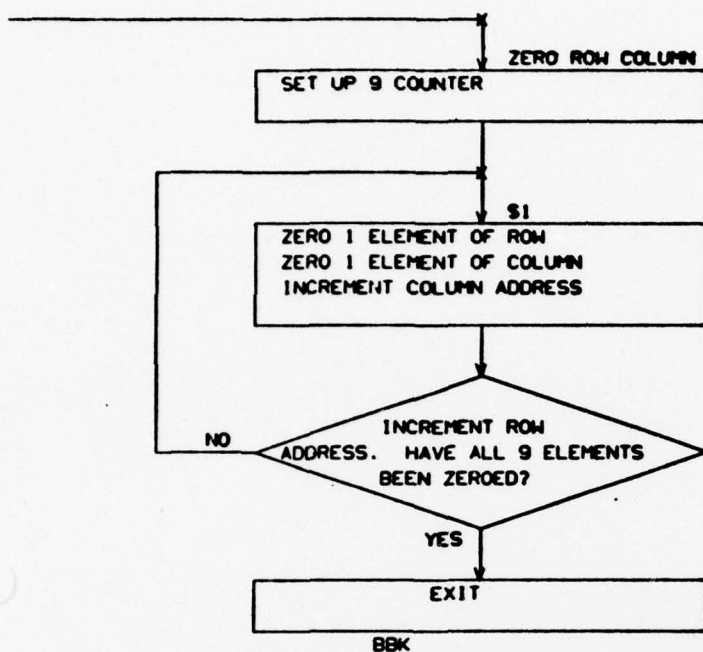 ZERO ROW COLUMN
SET UP 9 COUNTER
S1
ZERO 1 ELEMENT OF ROW
ZERO 1 ELEMENT OF COLUMN
INCREMENT COLUMN ADDRESS
INCREMENT ROW
NO
ADDRESS. HAVE ALL 9 ELEMENTS
BEEN ZEROED?
YES
EXIT
BBK